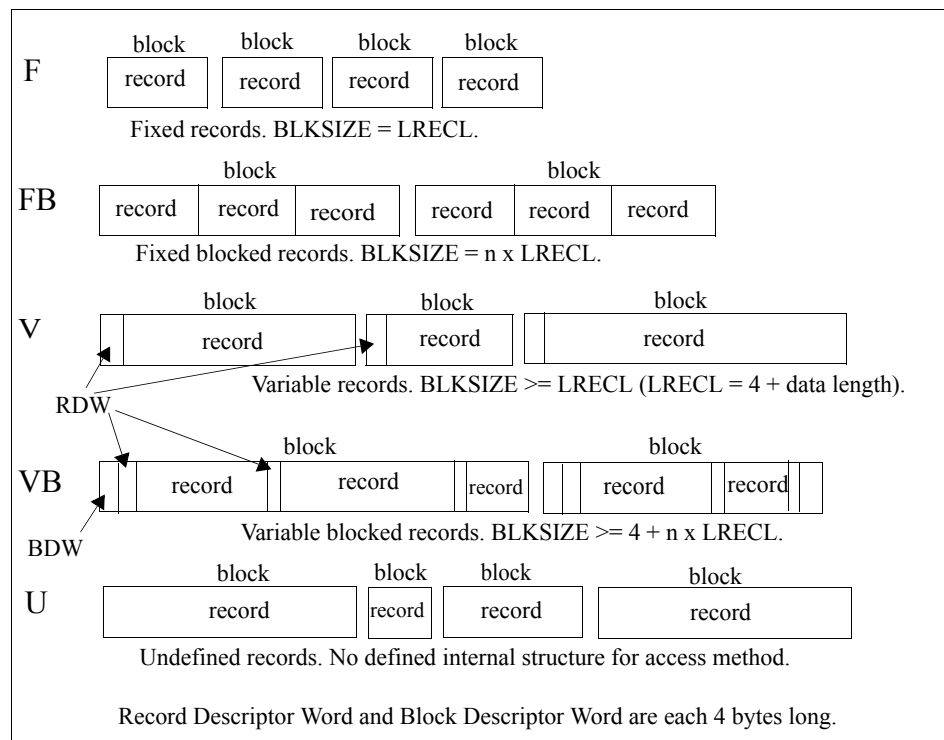 block block block block
F record record record record
Fixed records. BLKSIZE = LRECL.
block block
FB record record record record record record
Fixed blocked records. BLKSIZE = n x LRECL.
block block block
V record record record
Variable records. BLKSIZE >= LRECL (LRECL = 4 + data length).
RDW
block block
VB record record record record record
Variable blocked records. BLKSIZE >= 4 + n x LRECL.
BDW
block block block block
U record record record record
Undefined records. No defined internal structure for access method.
Record Descriptor Word and Block Descriptor Word are each 4 bytes long.